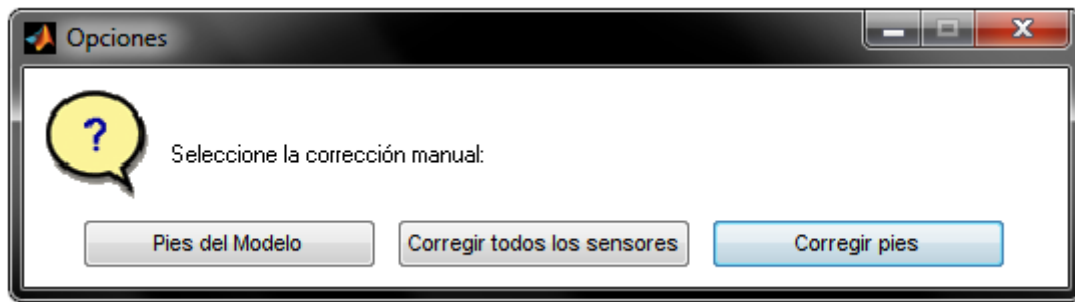 Opciones
?
Seleccione la corrección manual:
Pies del Modelo Corregir todos los sensores Corregir pies